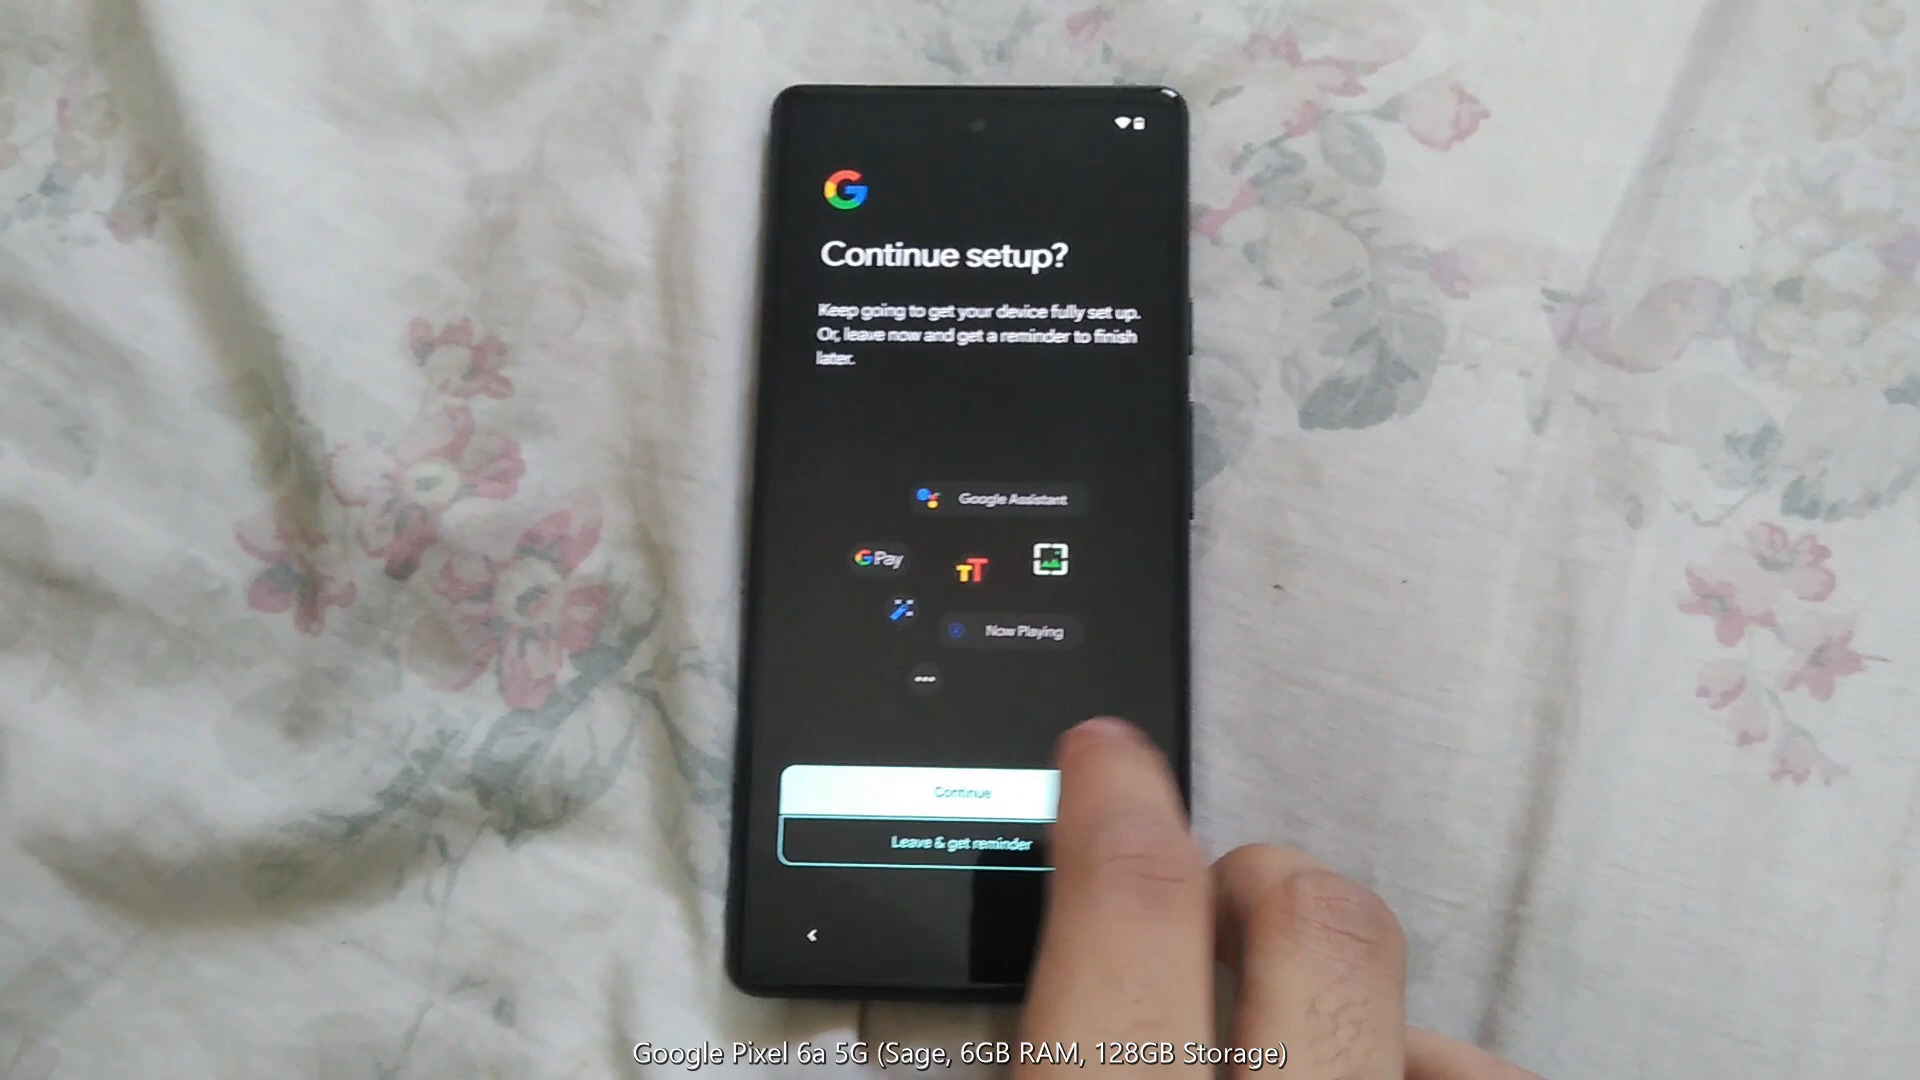 Continue setup?
Keep going to get your device fully set up.
Or, leave now and get a reminder to finish
later.
Google Assistant
G Pay
TT
Now Playing
Continue
Leave & get reminder
Google Pixel 6a 5G (Sage, 6GB RAM, 128GB Storage)